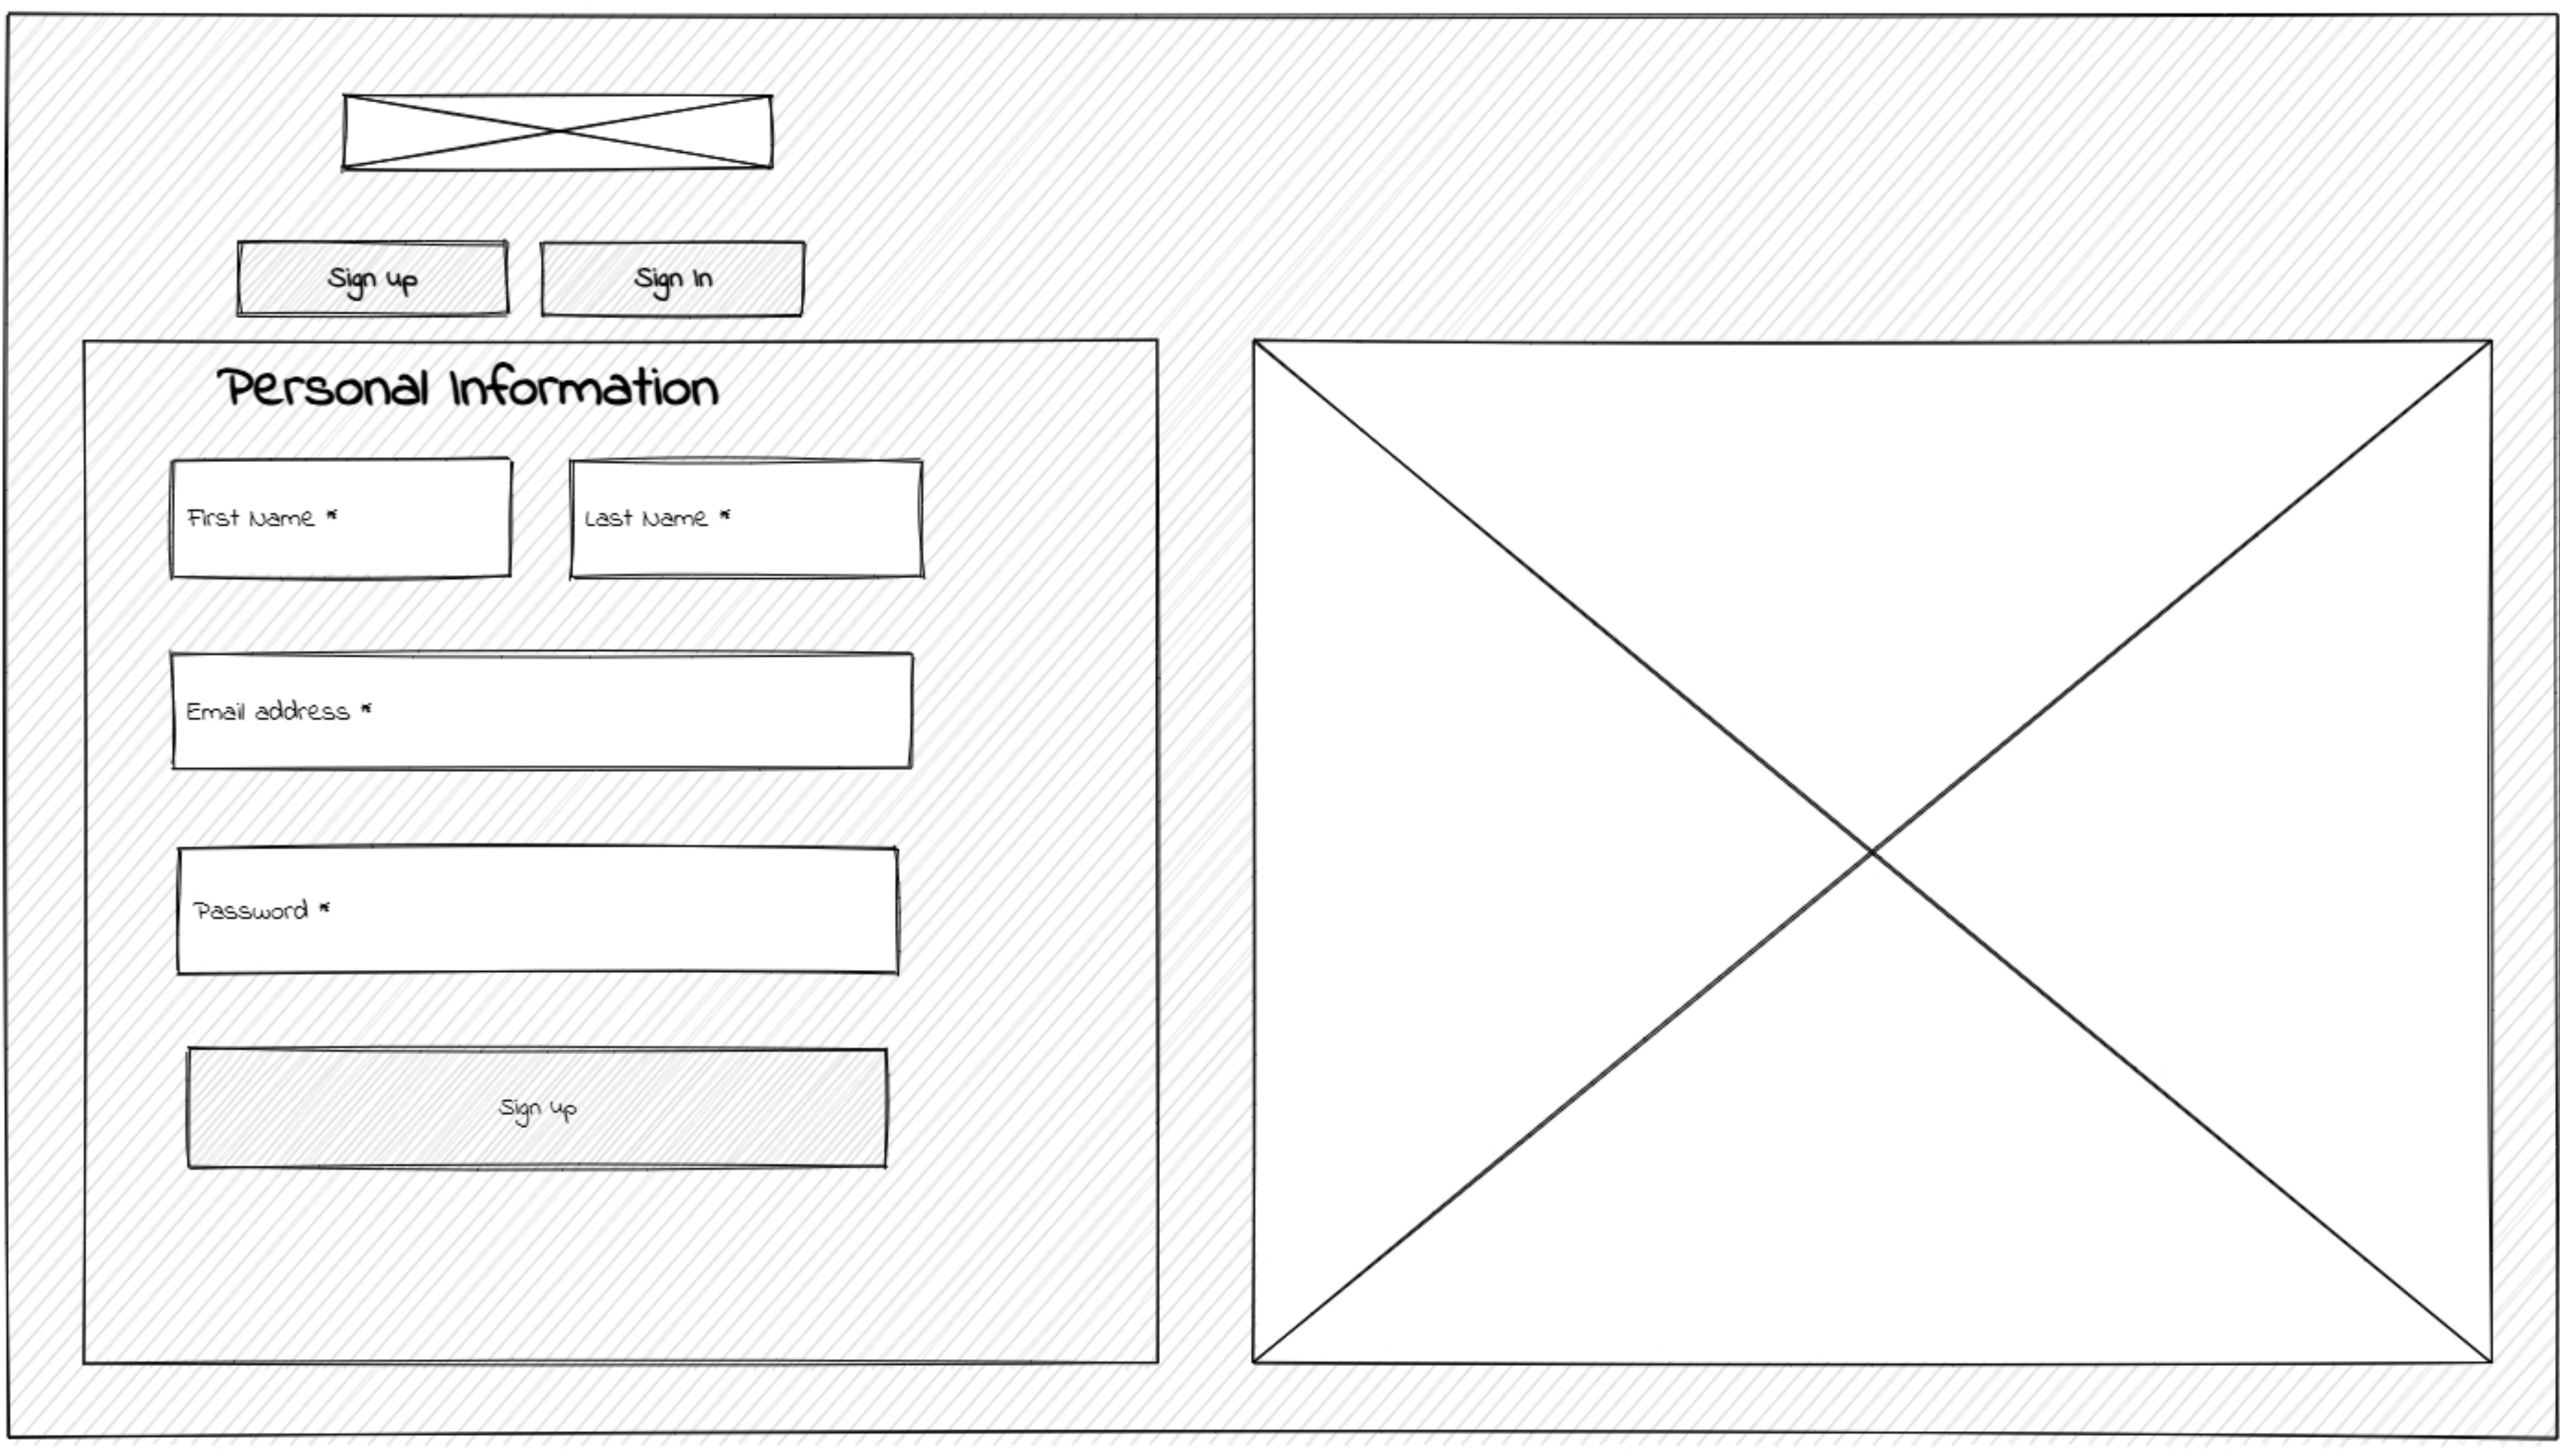 Sign up
Sign In
Personal Information
First Name *
Last Name *
Email address *
Password *
Sign up